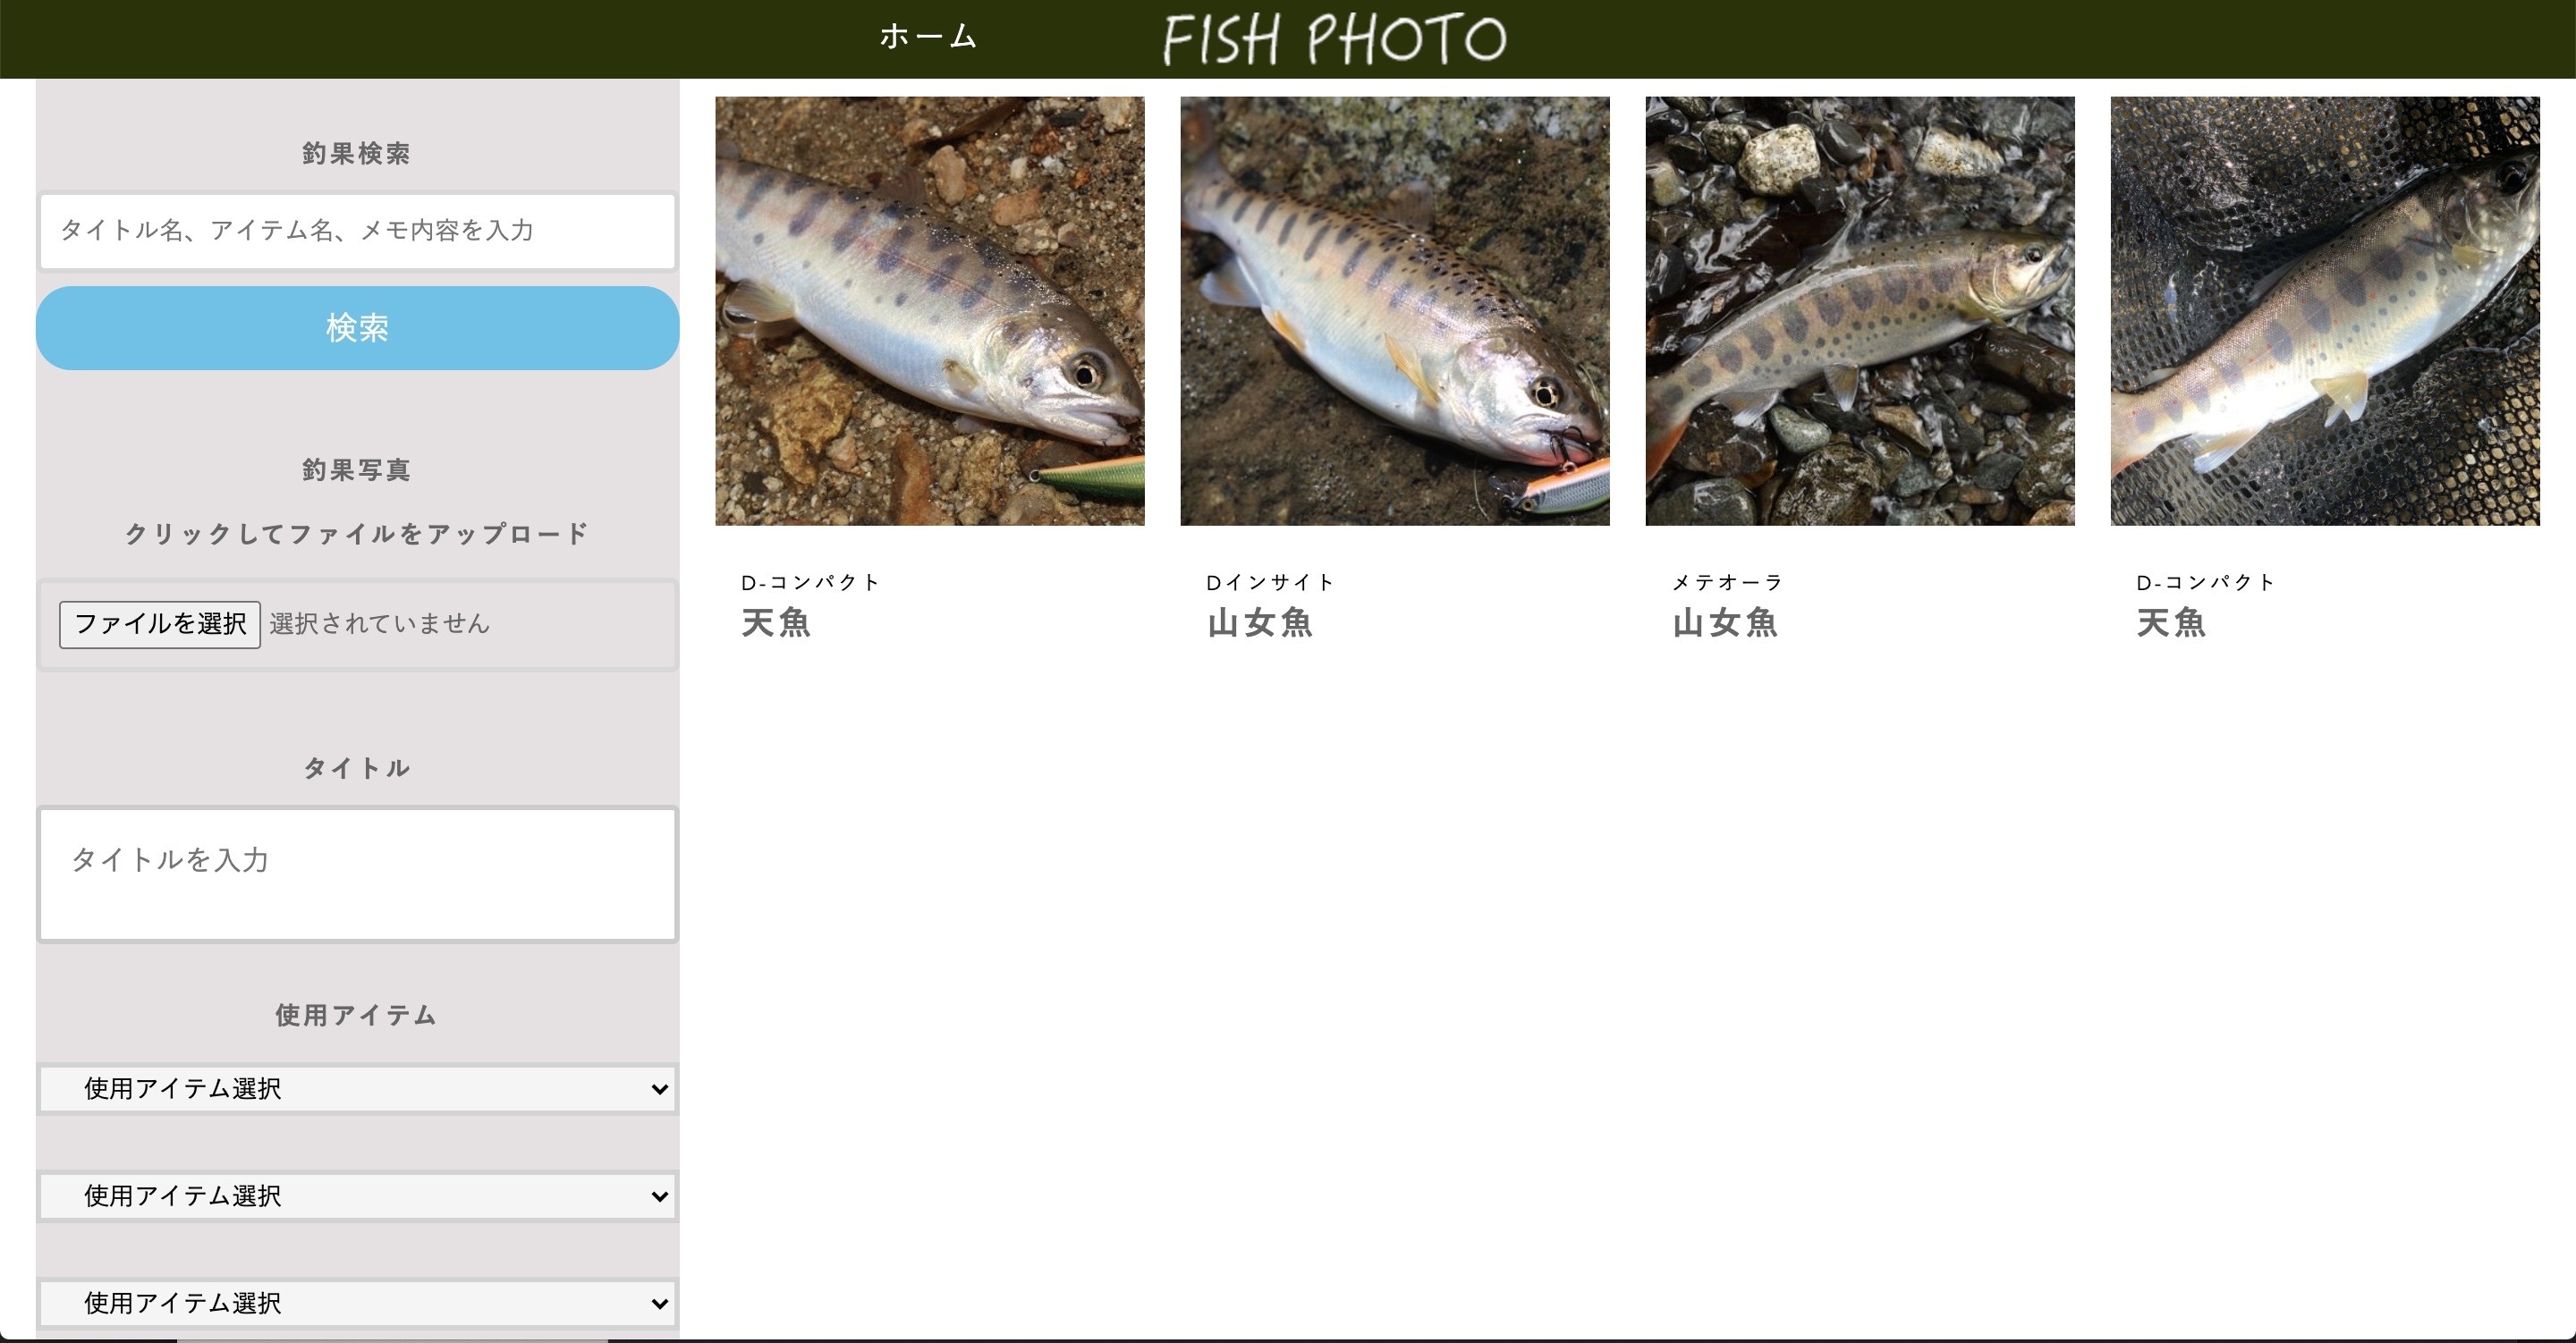 ホーム
FISH PHOTO
釣果検索
タイトル名、アイテム名、メモ内容を入力
検索
釣果写真
クリックしてファイルをアップロード
ファイルを選択 選択されていません
タイトル
タイトルを入力
使用アイテム
使用アイテム選択
使用アイテム選択
使用アイテム選択
D-コンパクト
天魚
Dインサイト
山女魚
メテオーラ
山女魚
D-コンパクト
天魚